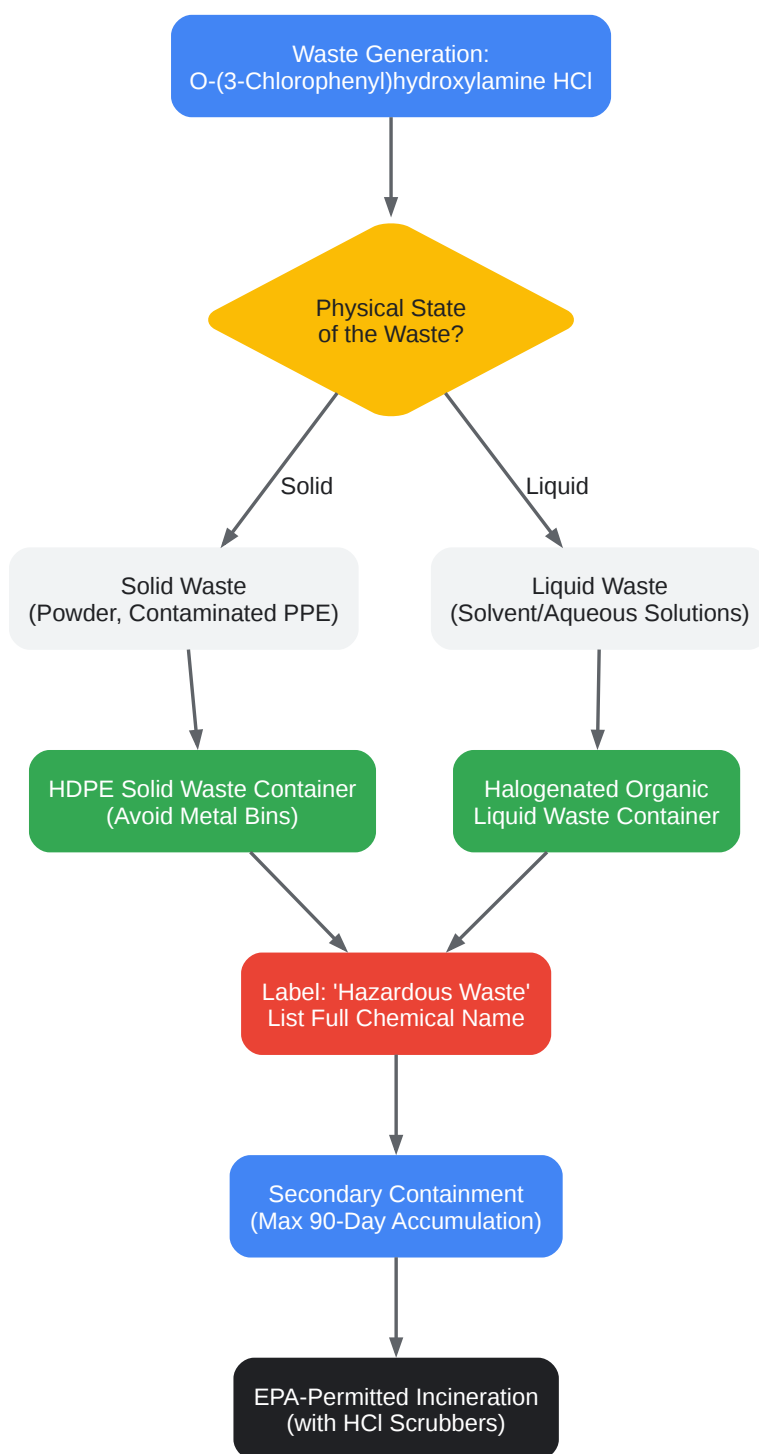 Waste Generation:
O-(3-Chlorophenyl)hydroxylamine HCl
Physical State
of the Waste?
Solid
Liquid
Solid Waste
(Powder, Contaminated PPE)
Liquid Waste
(Solvent/Aqueous Solutions)
HDPE Solid Waste Container
(Avoid Metal Bins)
Halogenated Organic
Liquid Waste Container
Label: 'Hazardous Waste'
List Full Chemical Name
Secondary Containment
(Max 90-Day Accumulation)
EPA-Permitted Incineration
(with HCl Scrubbers)